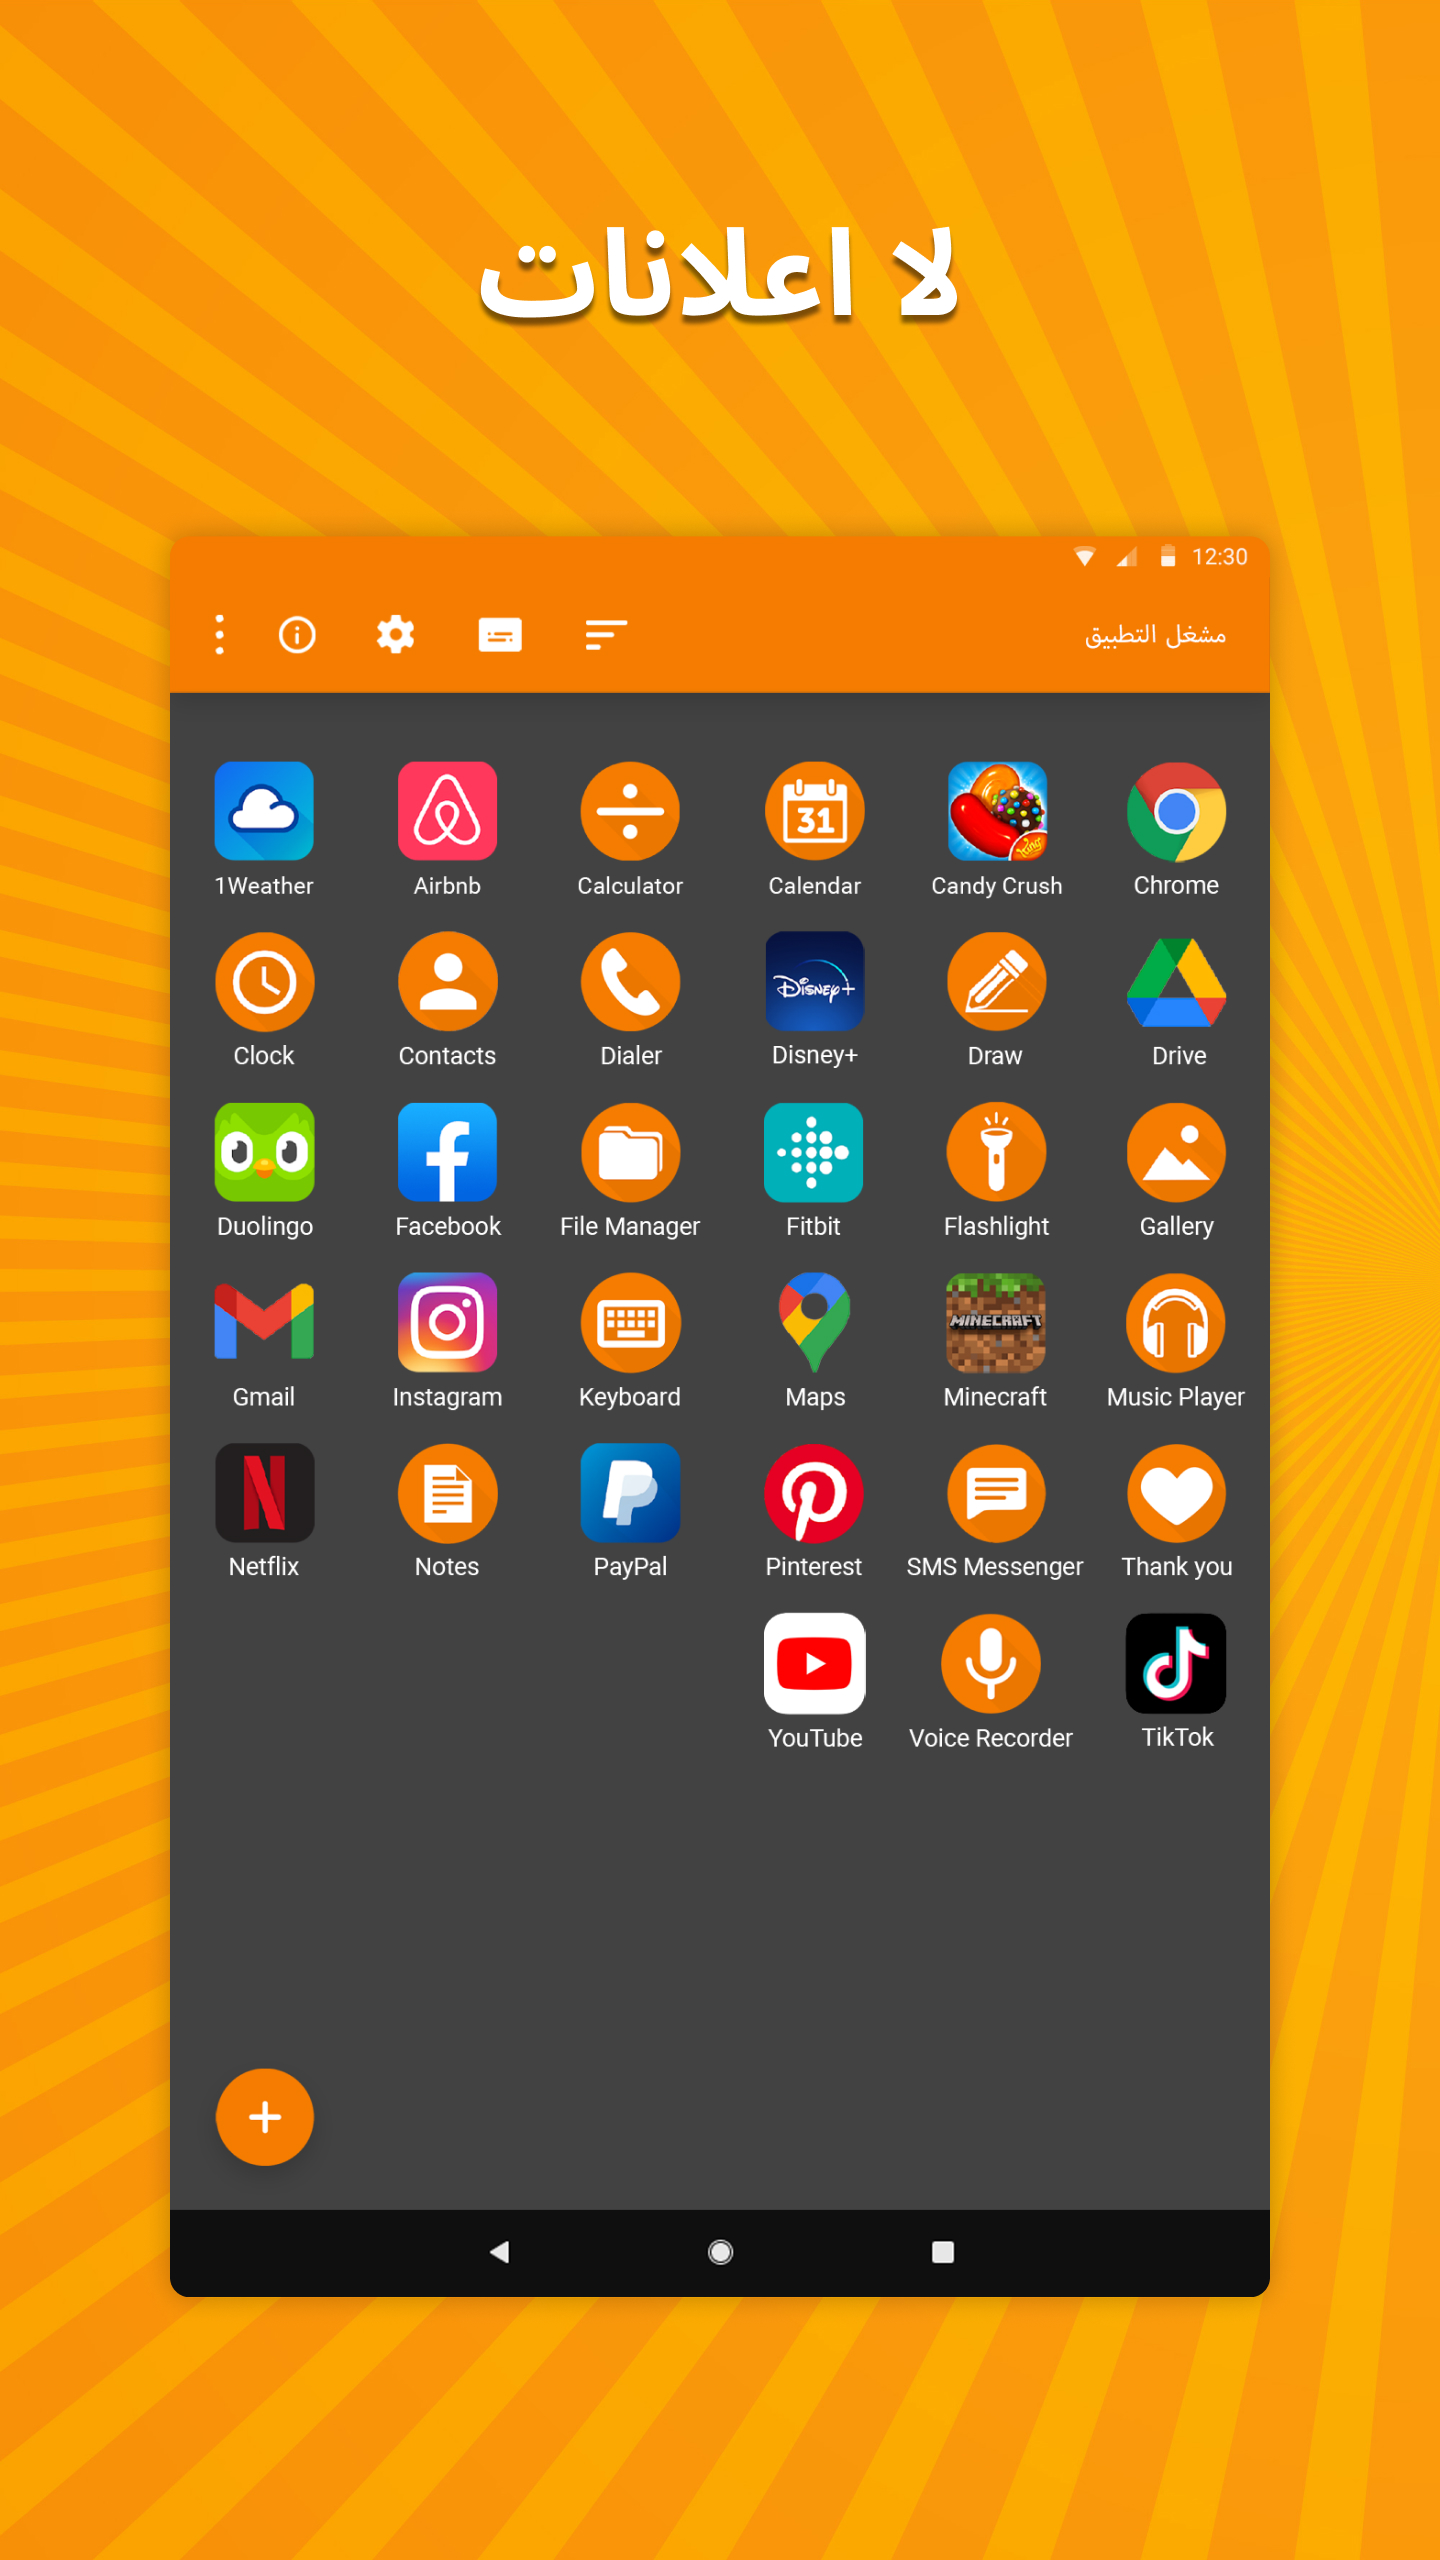 لا اعلانات
12:30
مشغل التطبيق
31
King
1Weather Airbnb Calculator Calendar Candy Crush Chrome
Disney+
Clock Contacts Dialer Disney+ Draw Drive
Duolingo Facebook File Manager Fitbit Flashlight Gallery
MINECRAFT
Gmail Instagram Keyboard Maps Minecraft Music Player
Netflix Notes PayPal Pinterest SMS Messenger Thank you
YouTube Voice Recorder TikTok